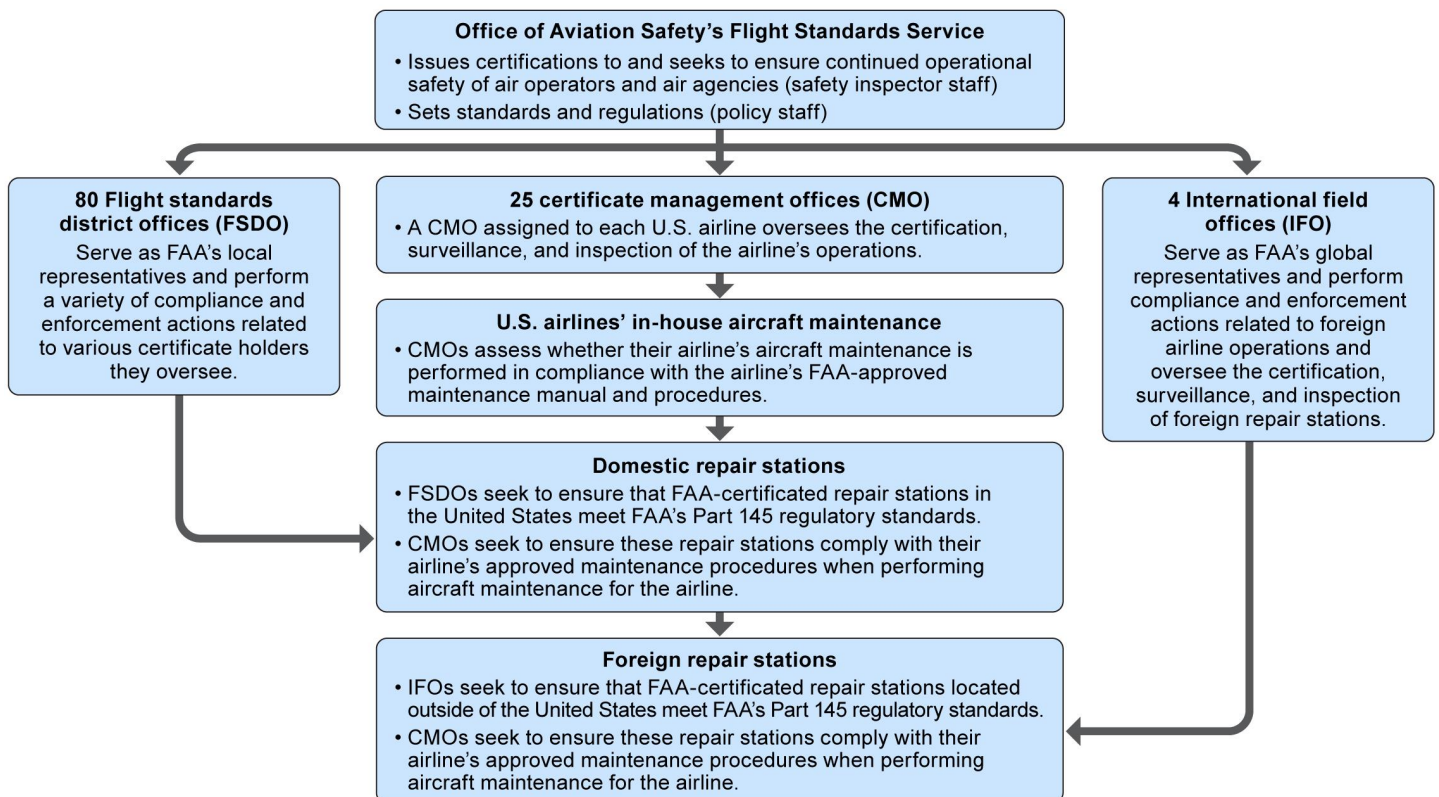 Office of Aviation Safety's Flight Standards Service
• Issues certifications to and seeks to ensure continued operational
safety of air operators and air agencies (safety inspector staff)
• Sets standards and regulations (policy staff)
80 Flight standards
district offices (FSDO)
Serve as FAA's local
representatives and perform
a variety of compliance and
enforcement actions related
to various certificate holders
they oversee.
25 certificate management offices (CMO)
• A CMO assigned to each U.S. airline oversees the certification,
surveillance, and inspection of the airline's operations.
4 International field
offices (IFO)
Serve as FAA's global
representatives and perform
compliance and enforcement
actions related to foreign
airline operations and
oversee the certification,
surveillance, and inspection
of foreign repair stations.
U.S. airlines' in-house aircraft maintenance
• CMOs assess whether their airline's aircraft maintenance is
performed in compliance with the airline's FAA-approved
maintenance manual and procedures.
Domestic repair stations
• FSDOs seek to ensure that FAA-certificated repair stations in
the United States meet FAA's Part 145 regulatory standards.
• CMOs seek to ensure these repair stations comply with their
airline's approved maintenance procedures when performing
aircraft maintenance for the airline.
Foreign repair stations
• IFOs seek to ensure that FAA-certificated repair stations located
outside of the United States meet FAA's Part 145 regulatory standards.
• CMOs seek to ensure these repair stations comply with their
airline's approved maintenance procedures when performing
aircraft maintenance for the airline.